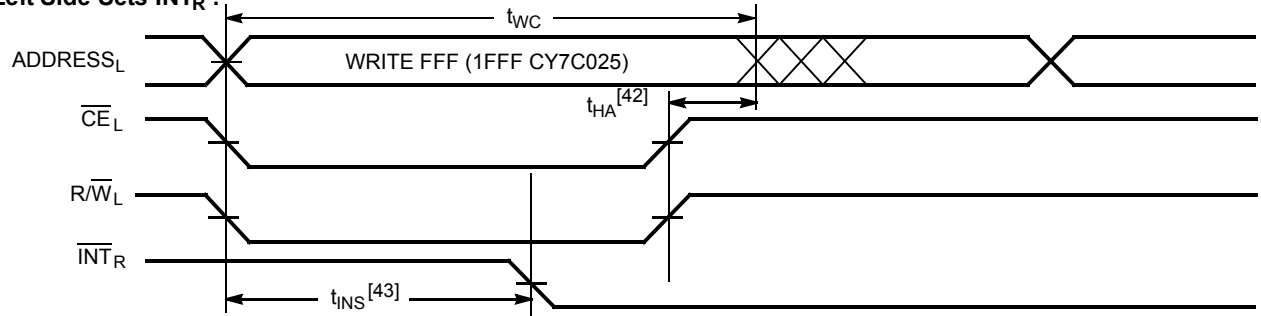 Left Side Sets INTR :
tWC
ADDRESSL
WRITE FFF (1FFF CY7C025)
tHA[42]
CEL
R/WL
INTR
tINS[43]